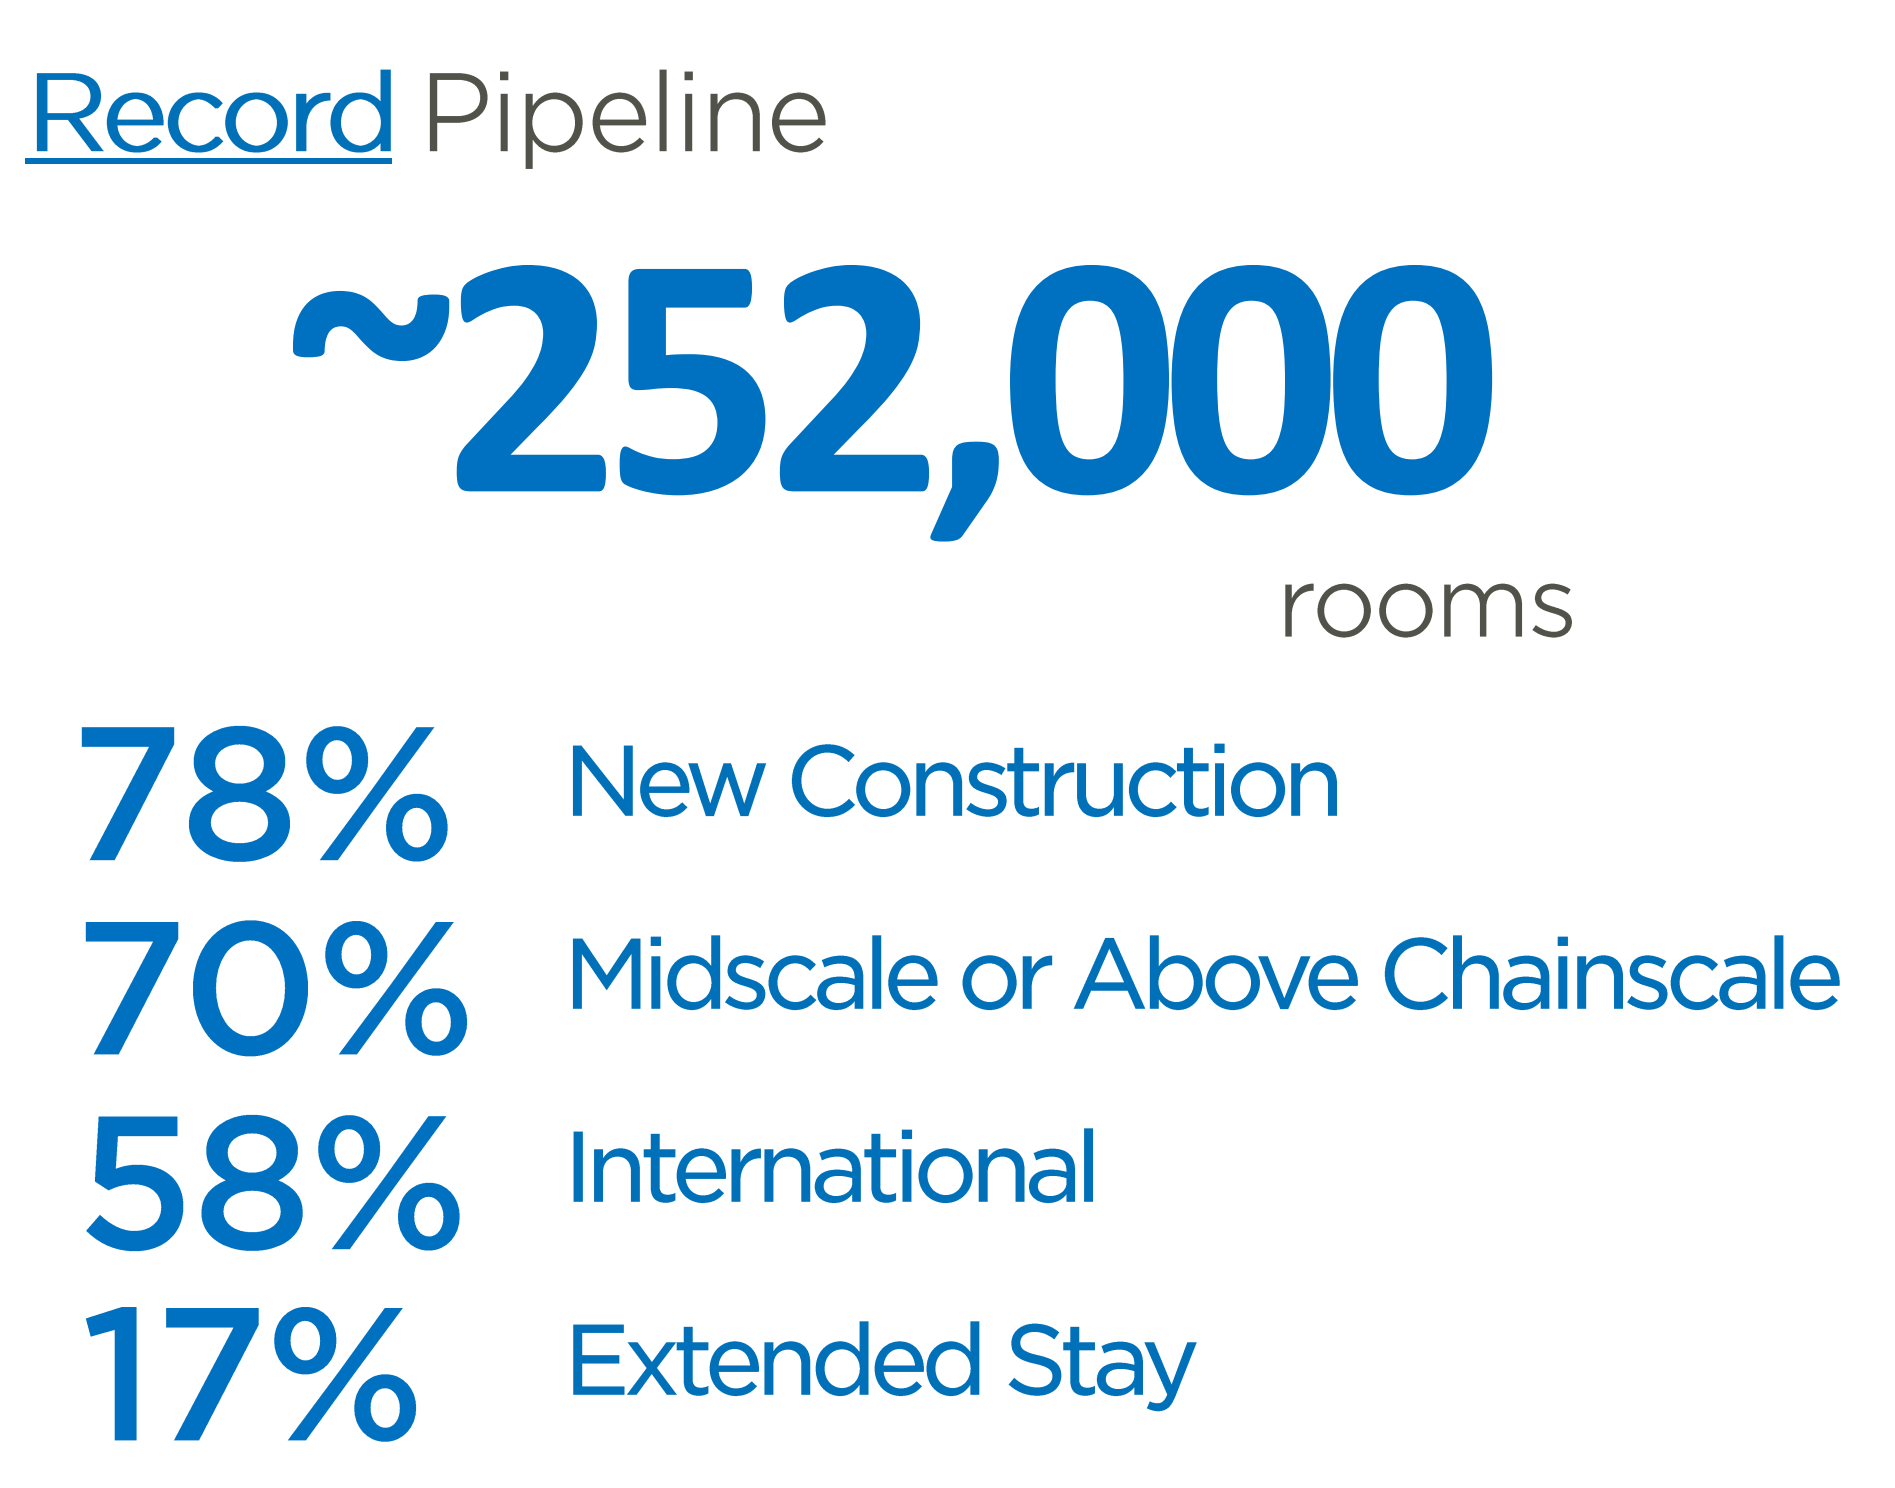 Record Pipeline
~252,000
rooms
78% New Construction
70% Midscale or Above Chainscale
58% International
17% Extended Stay